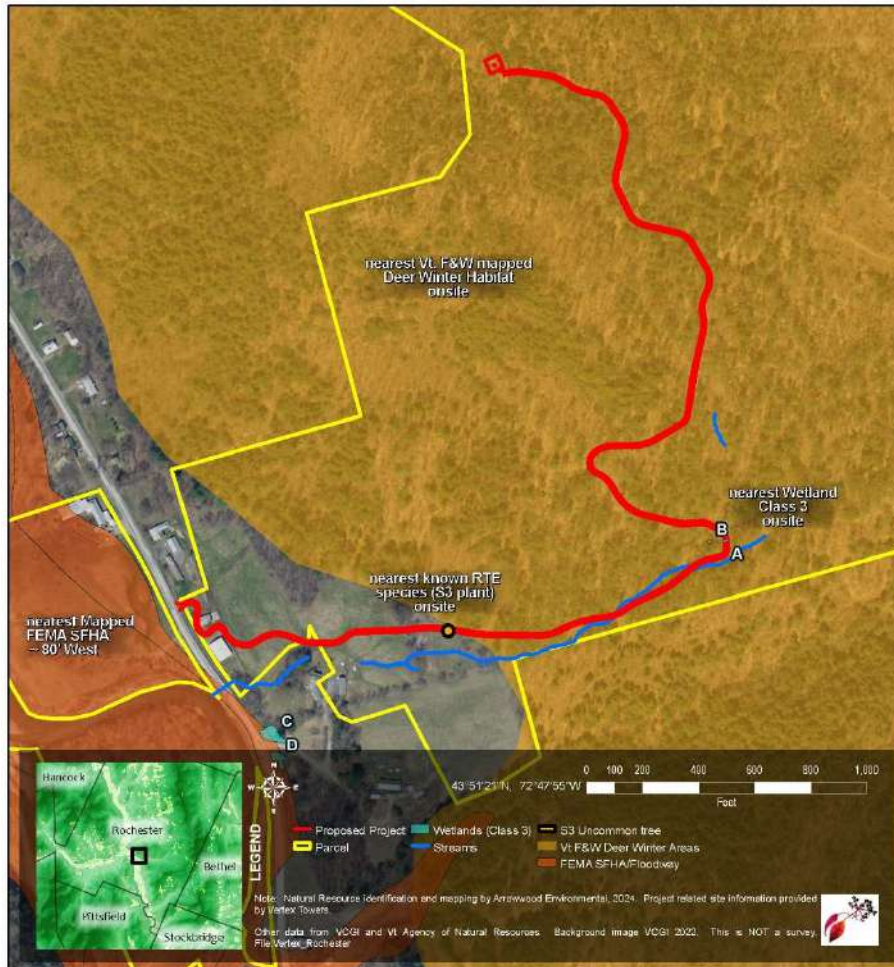 nearest Vt. F&W mapped
Deer Winter Habitat
onsite
nearest Wetland
Class 3
onsite
B
A
nearest known RTE
species (S3 plant)
onsite
nearest Mapped
FEMA SFHA
~ 80' West
C
D
Hancock
Rochester
Bethel
Pittsfield
Stockbridge
N
W
E
S
43°51'21"N, 72°47'55"W
0 100 200 400 600 800 1,000
Feet
LEGEND
Proposed Project
Parcel
Wetlands (Class 3)
Streams
S3 Uncommon tree
Vt F&W Deer Winter Areas
FEMA SFHA/Floodway
Note: Natural Resource identification and mapping by Arrowwood Environmental, 2024. Project related site information provided
by Vertex Towers.
Other data from VCGI and Vt Agency of Natural Resources. Background image VCGI 2022. This is NOT a survey.
File:Vertex_Rochester